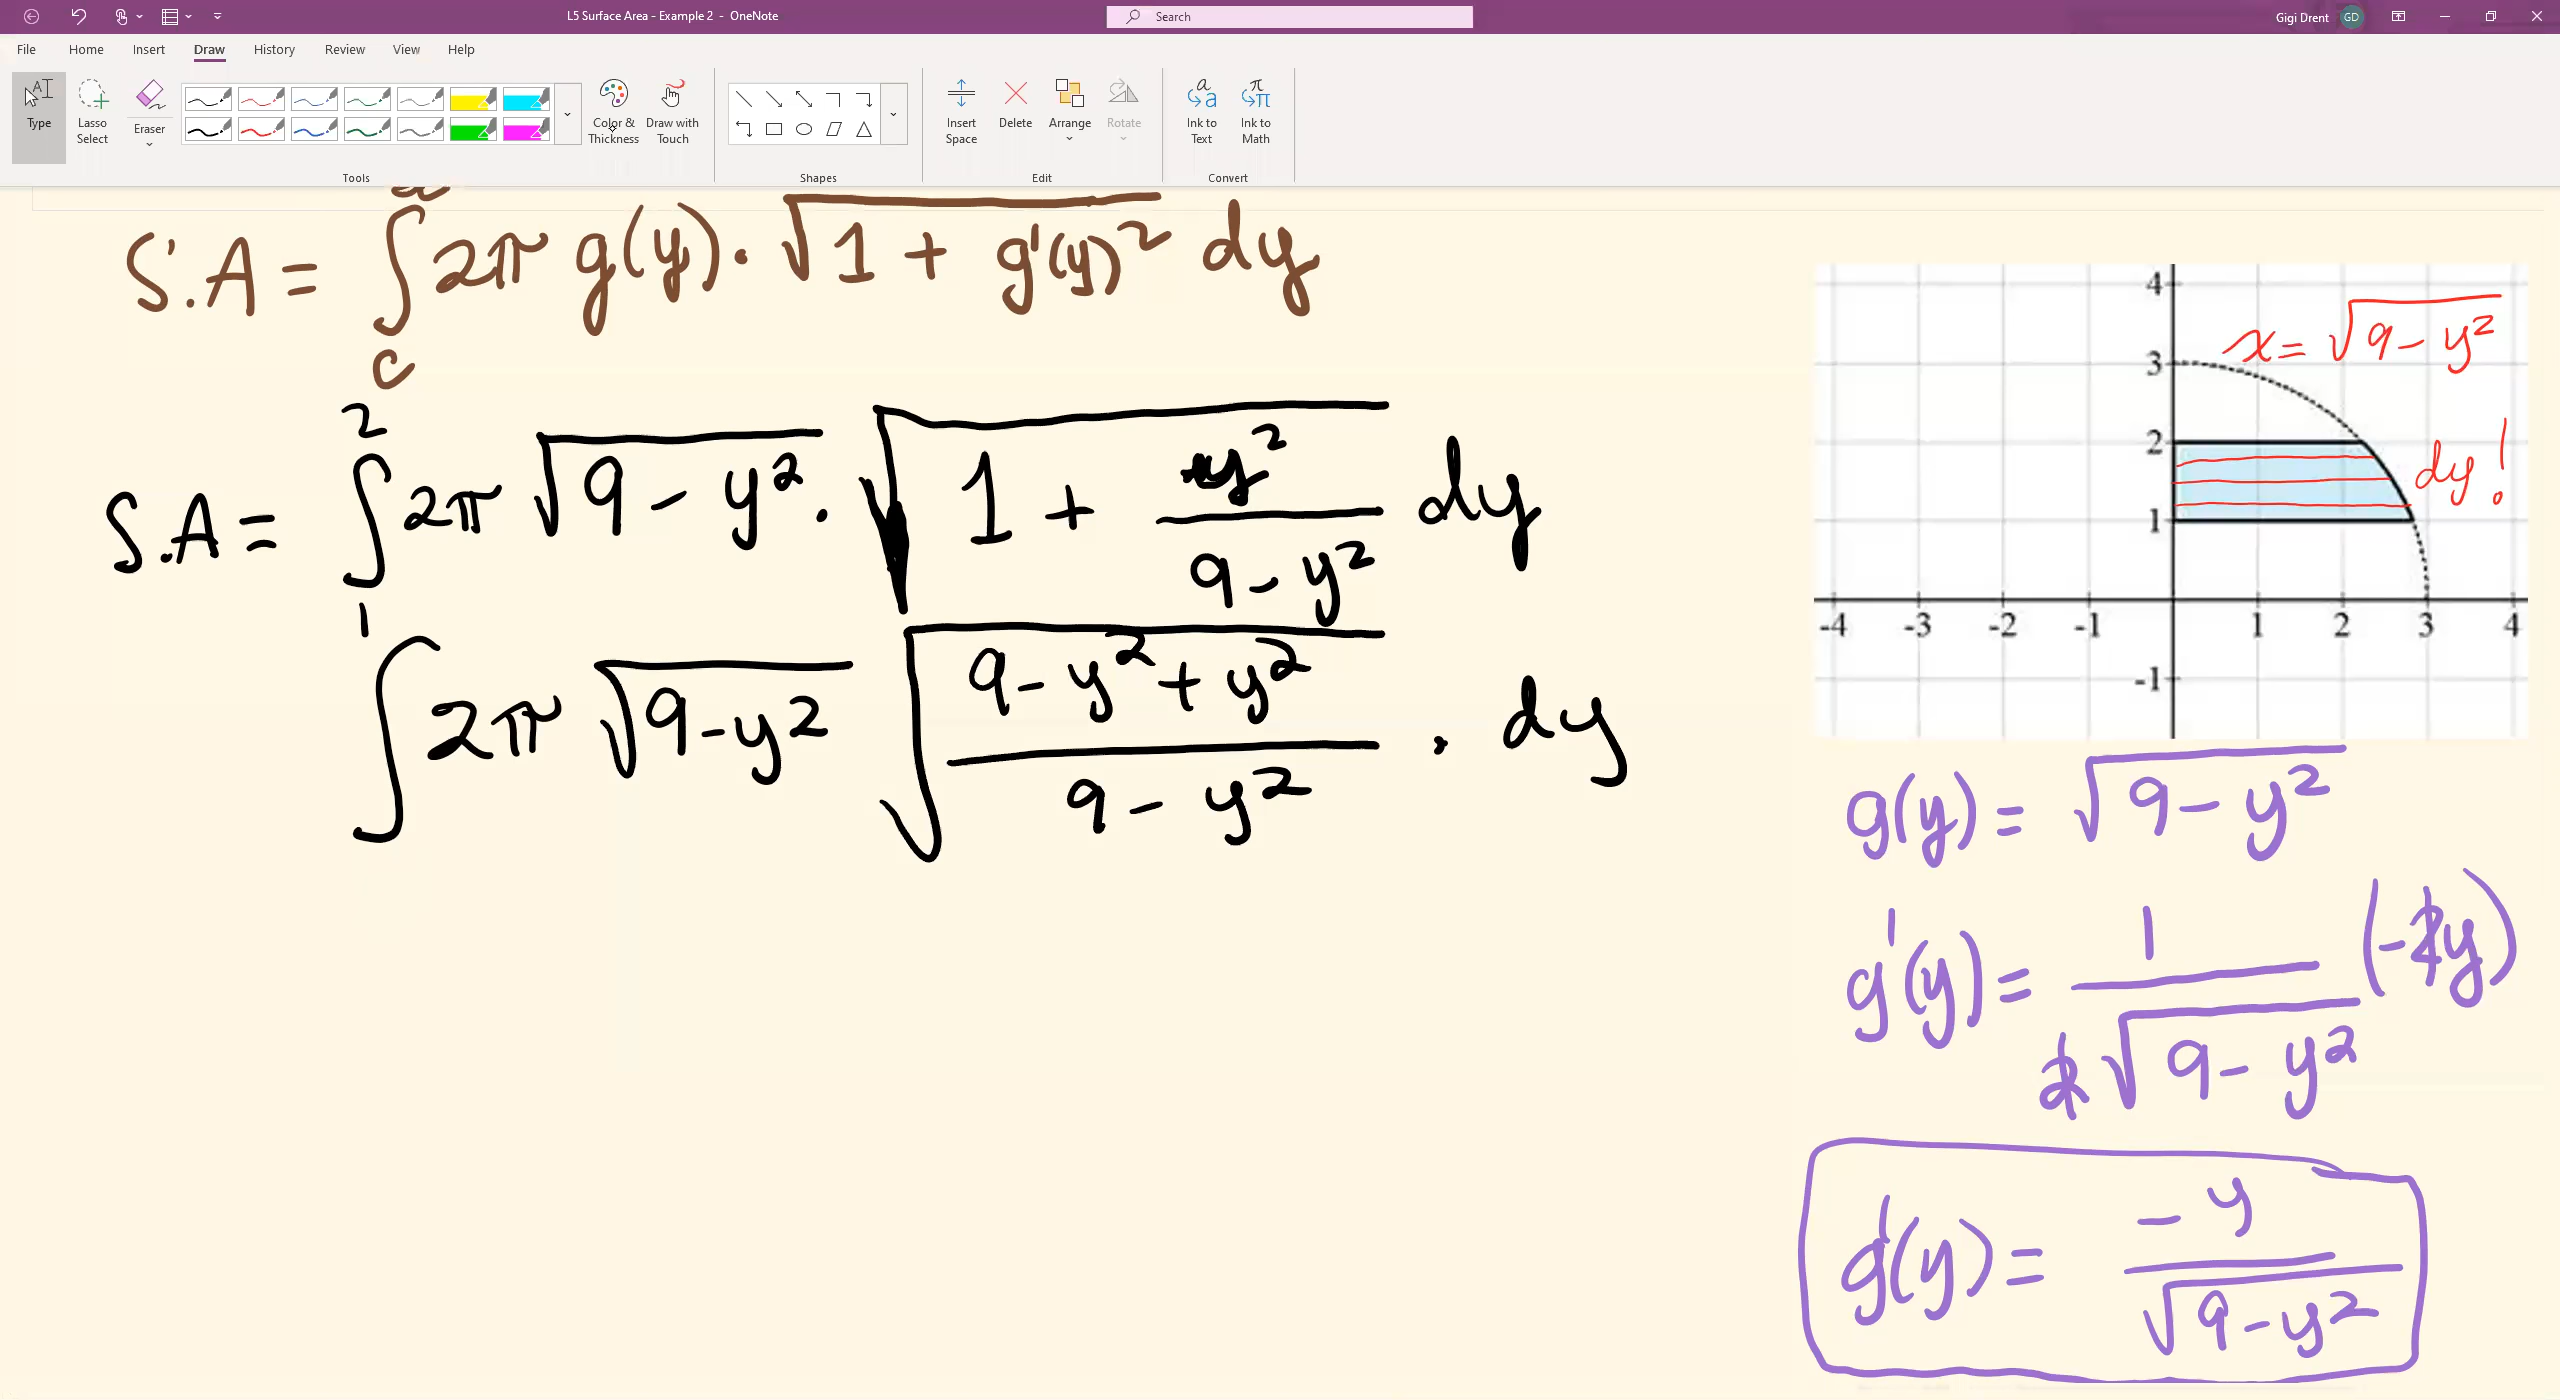 L5 Surface Area - Example 2 - OneNote
Search
Gigi Drent GD
File Home Insert Draw History Review View Help
Type
Lasso Select
Eraser
Color & Thickness
Draw with Touch
Insert Space
Delete
Arrange
Rotate
Ink to Text
Ink to Math
Tools Shapes Edit Convert
S.A = ∫_c^d 2π g(y) · √(1 + g'(y)²) dy
S.A = ∫_1^2 2π √(9 - y²) · √(1 + y²/(9 - y²)) dy
∫ 2π √(9-y²) √((9 - y² + y²)/(9 - y²)) · dy
x = √(9 - y²)
dy!
4
3
2
1
-4 -3 -2 -1 1 2 3 4
-1
g(y) = √(9 - y²)
g'(y) = 1/(2√(9 - y²)) (-2y)
g'(y) = -y/√(9-y²)